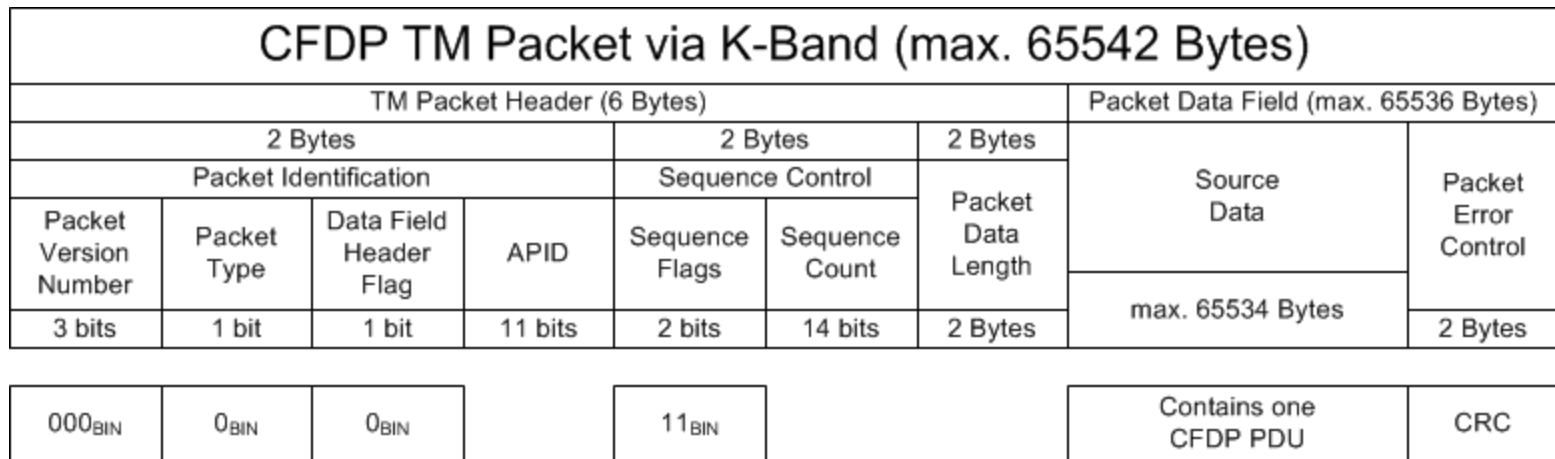 CFDP TM Packet via K-Band (max. 65542 Bytes)
TM Packet Header (6 Bytes)
Packet Data Field (max. 65536 Bytes)
2 Bytes
2 Bytes
2 Bytes
Packet Identification
Sequence Control
Packet
Version
Number
Packet
Type
Data Field
Header
Flag
APID
Sequence
Flags
Sequence
Count
Packet
Data
Length
Source
Data
Packet
Error
Control
3 bits
1 bit
1 bit
11 bits
2 bits
14 bits
2 Bytes
max. 65534 Bytes
2 Bytes
000BIN
0BIN
0BIN
11BIN
Contains one
CFDP PDU
CRC